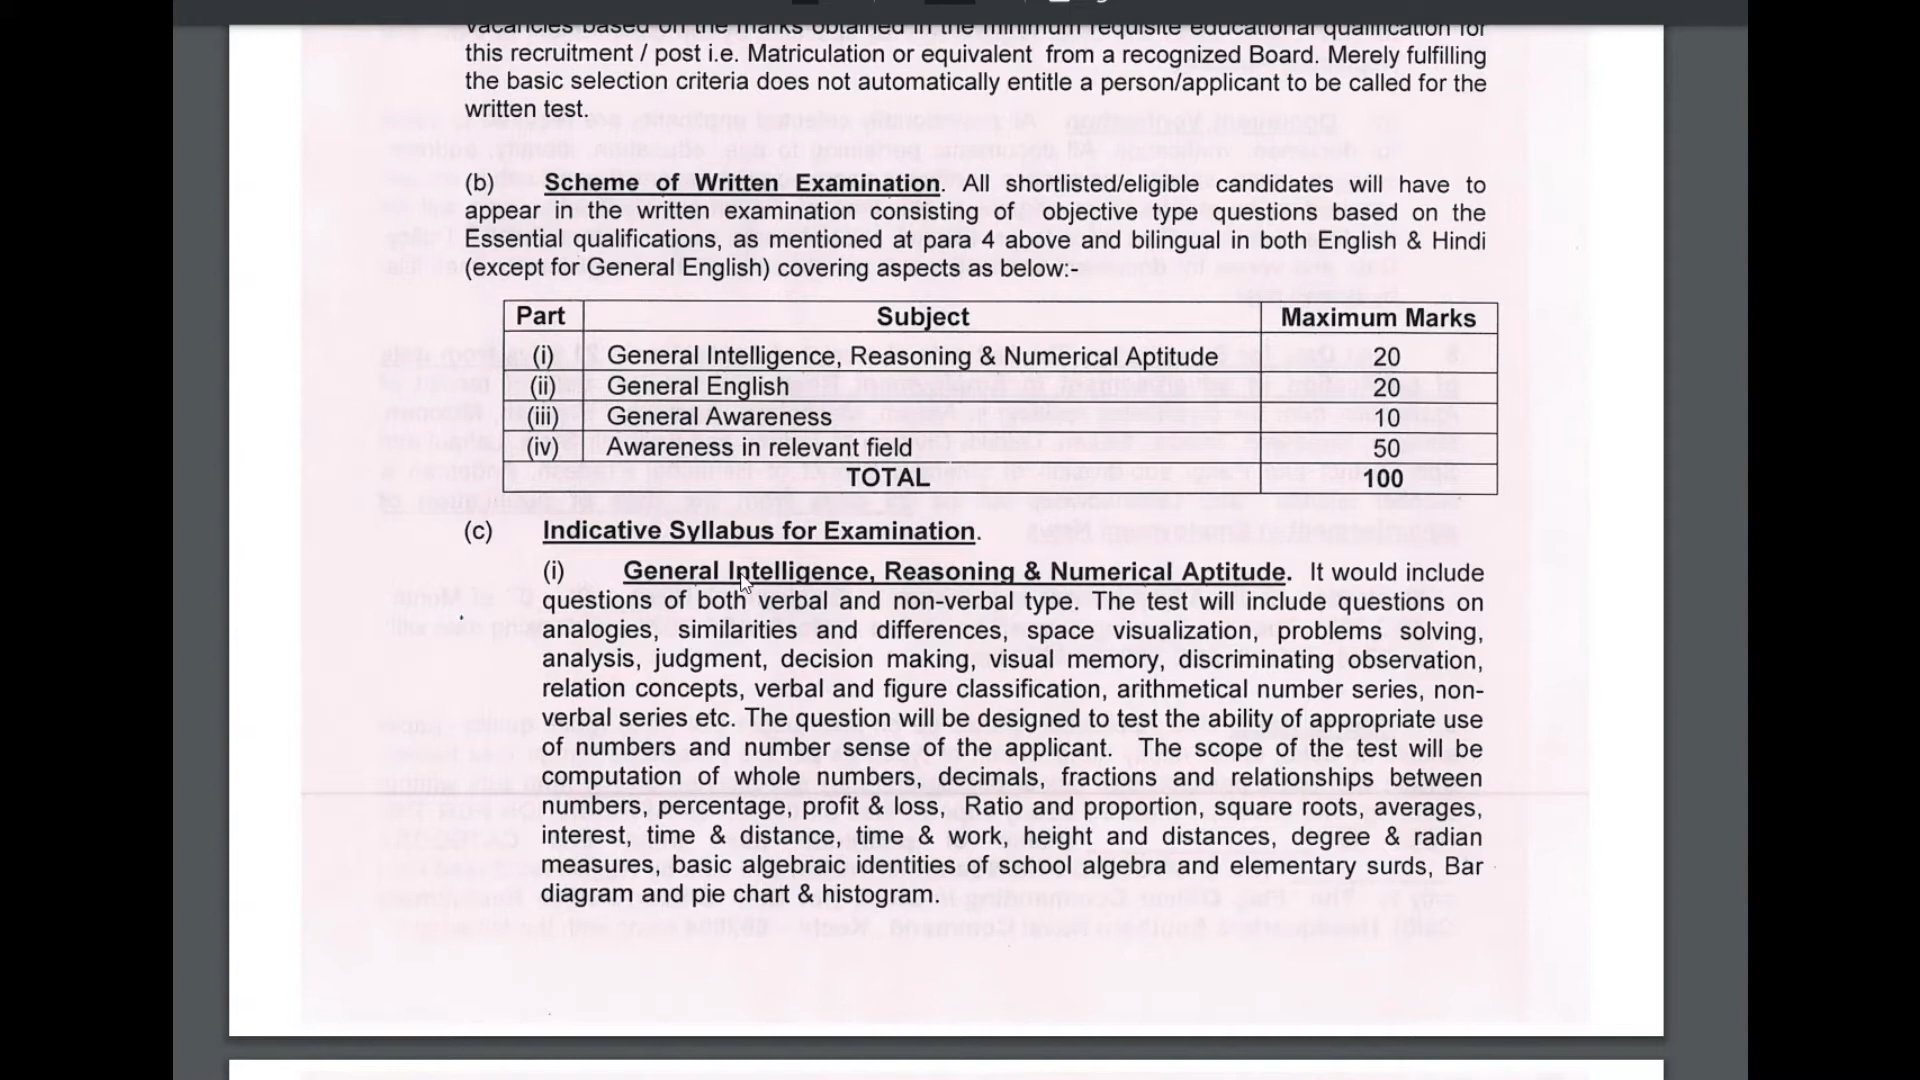 vacancies based on the marks obtained in the minimum requisite educational qualification for
this recruitment / post i.e. Matriculation or equivalent from a recognized Board. Merely fulfilling
the basic selection criteria does not automatically entitle a person/applicant to be called for the
written test.
(b) Scheme of Written Examination. All shortlisted/eligible candidates will have to
appear in the written examination consisting of objective type questions based on the
Essential qualifications, as mentioned at para 4 above and bilingual in both English & Hindi
(except for General English) covering aspects as below:-
Part Subject Maximum Marks
(i) General Intelligence, Reasoning & Numerical Aptitude 20
(ii) General English 20
(iii) General Awareness 10
(iv) Awareness in relevant field 50
TOTAL 100
(c) Indicative Syllabus for Examination.
(i) General Intelligence, Reasoning & Numerical Aptitude. It would include
questions of both verbal and non-verbal type. The test will include questions on
analogies, similarities and differences, space visualization, problems solving,
analysis, judgment, decision making, visual memory, discriminating observation,
relation concepts, verbal and figure classification, arithmetical number series, non-
verbal series etc. The question will be designed to test the ability of appropriate use
of numbers and number sense of the applicant. The scope of the test will be
computation of whole numbers, decimals, fractions and relationships between
numbers, percentage, profit & loss, Ratio and proportion, square roots, averages,
interest, time & distance, time & work, height and distances, degree & radian
measures, basic algebraic identities of school algebra and elementary surds, Bar
diagram and pie chart & histogram.